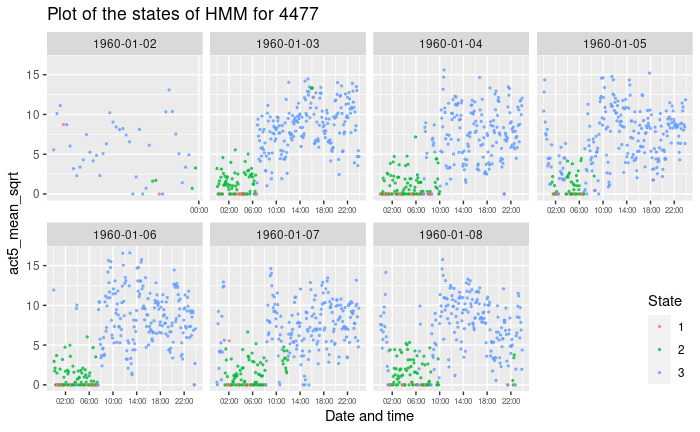 Plot of the states of HMM for 4477
1960-01-02 1960-01-03 1960-01-04 1960-01-05
15
10
5
0
00:00 02:00 06:00 10:00 14:00 18:00 22:00 02:00 06:00 10:00 14:00 18:00 22:00 02:00 06:00 10:00 14:00 18:00 22:00
act5_mean_sqrt
1960-01-06 1960-01-07 1960-01-08
15
10
5
0
02:00 06:00 10:00 14:00 18:00 22:00 02:00 06:00 10:00 14:00 18:00 22:00 02:00 06:00 10:00 14:00 18:00 22:00
Date and time
State
1
2
3